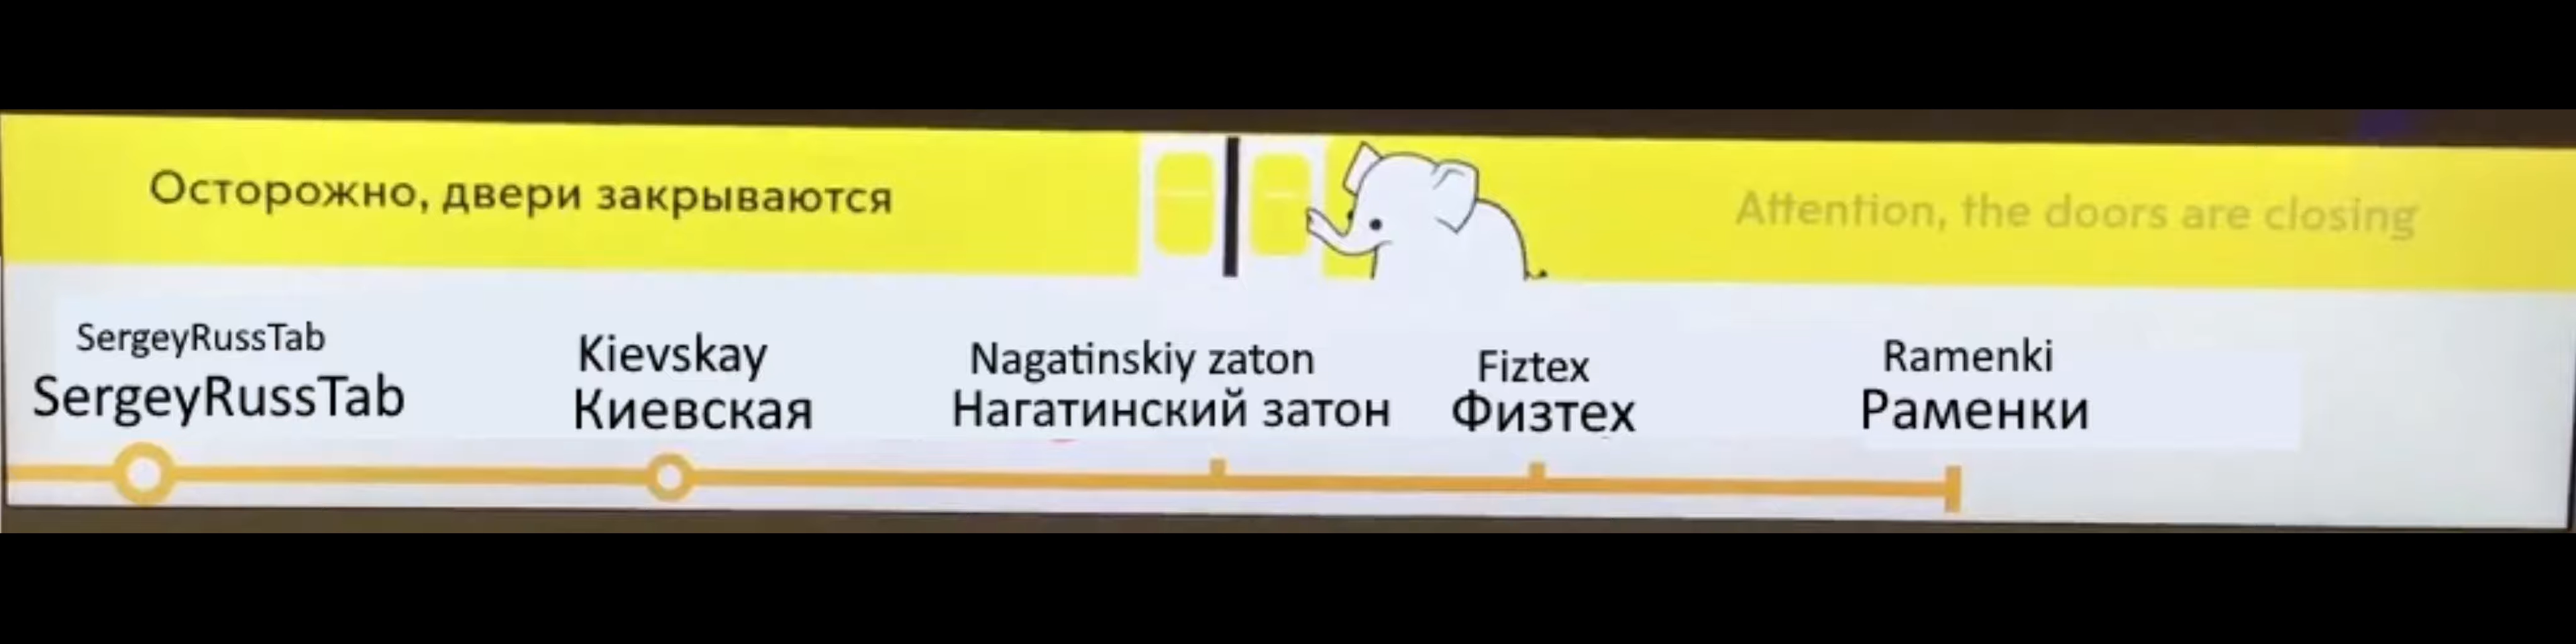 Осторожно, двери закрываются
Attention, the doors are closing
SergeyRussTab
SergeyRussTab
Kievskay
Киевская
Nagatinskiy zaton
Нагатинский затон
Fiztex
Физтех
Ramenki
Раменки